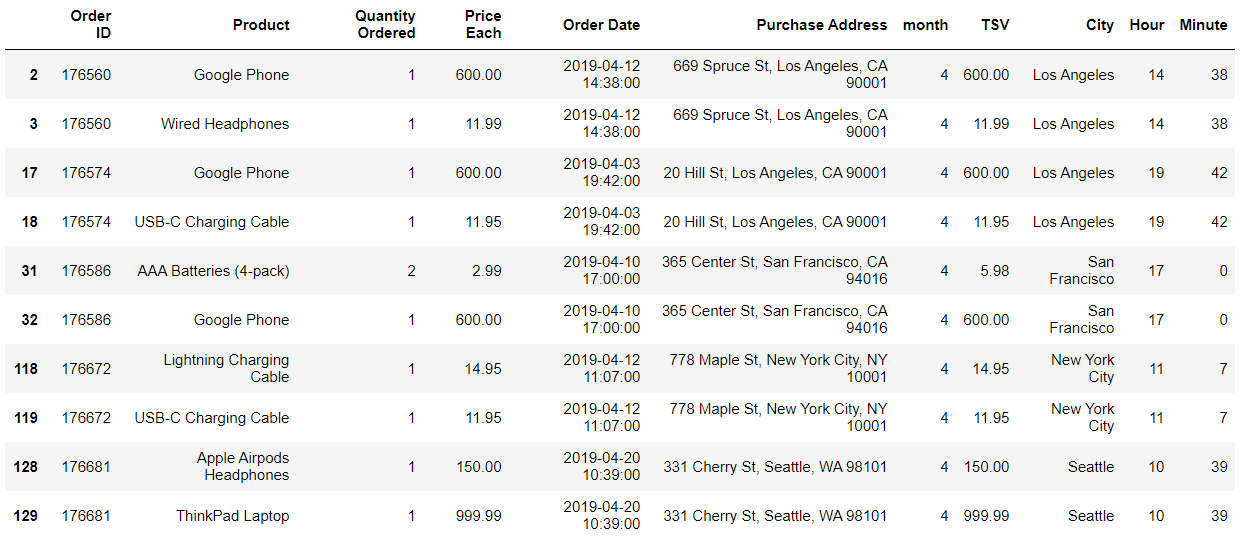 Order ID Product Quantity Ordered Price Each Order Date Purchase Address month TSV City Hour Minute
2 176560 Google Phone 1 600.00 2019-04-12 14:38:00 669 Spruce St, Los Angeles, CA 90001 4 600.00 Los Angeles 14 38
3 176560 Wired Headphones 1 11.99 2019-04-12 14:38:00 669 Spruce St, Los Angeles, CA 90001 4 11.99 Los Angeles 14 38
17 176574 Google Phone 1 600.00 2019-04-03 19:42:00 20 Hill St, Los Angeles, CA 90001 4 600.00 Los Angeles 19 42
18 176574 USB-C Charging Cable 1 11.95 2019-04-03 19:42:00 20 Hill St, Los Angeles, CA 90001 4 11.95 Los Angeles 19 42
31 176586 AAA Batteries (4-pack) 2 2.99 2019-04-10 17:00:00 365 Center St, San Francisco, CA 94016 4 5.98 San Francisco 17 0
32 176586 Google Phone 1 600.00 2019-04-10 17:00:00 365 Center St, San Francisco, CA 94016 4 600.00 San Francisco 17 0
118 176672 Lightning Charging Cable 1 14.95 2019-04-12 11:07:00 778 Maple St, New York City, NY 10001 4 14.95 New York City 11 7
119 176672 USB-C Charging Cable 1 11.95 2019-04-12 11:07:00 778 Maple St, New York City, NY 10001 4 11.95 New York City 11 7
128 176681 Apple Airpods Headphones 1 150.00 2019-04-20 10:39:00 331 Cherry St, Seattle, WA 98101 4 150.00 Seattle 10 39
129 176681 ThinkPad Laptop 1 999.99 2019-04-20 10:39:00 331 Cherry St, Seattle, WA 98101 4 999.99 Seattle 10 39